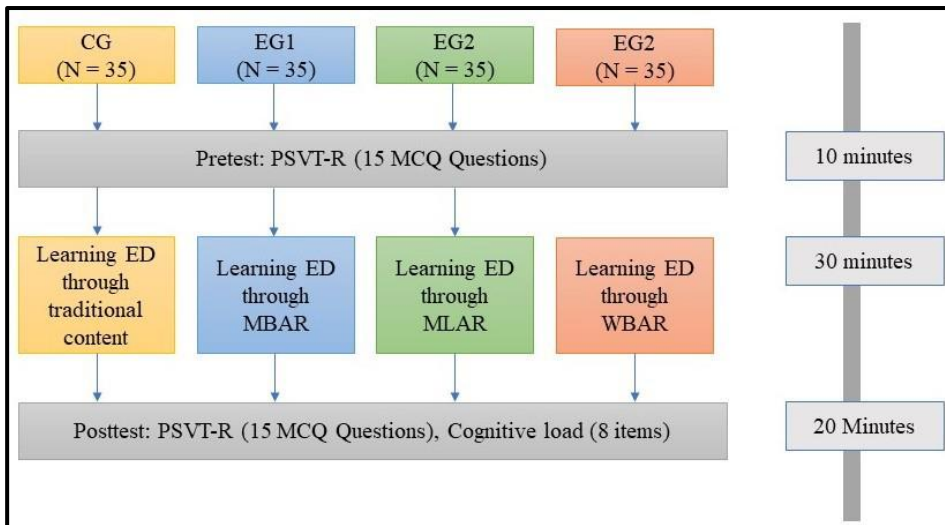 CG
(N = 35)
EG1
(N = 35)
EG2
(N = 35)
EG2
(N = 35)
Pretest: PSVT-R (15 MCQ Questions)
10 minutes
Learning ED
through
traditional
content
Learning ED
through
MBAR
Learning ED
through
MLAR
Learning ED
through
WBAR
30 minutes
Posttest: PSVT-R (15 MCQ Questions), Cognitive load (8 items)
20 Minutes